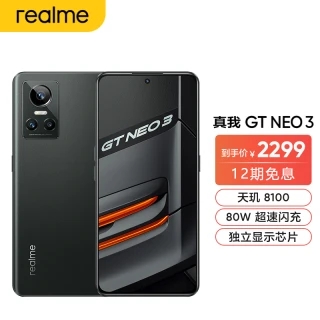 realme
真我 GT NEO 3
GT NEO 3
到手价¥2299
12期免息
天玑 8100
80W 超速闪充
独立显示芯片
realme